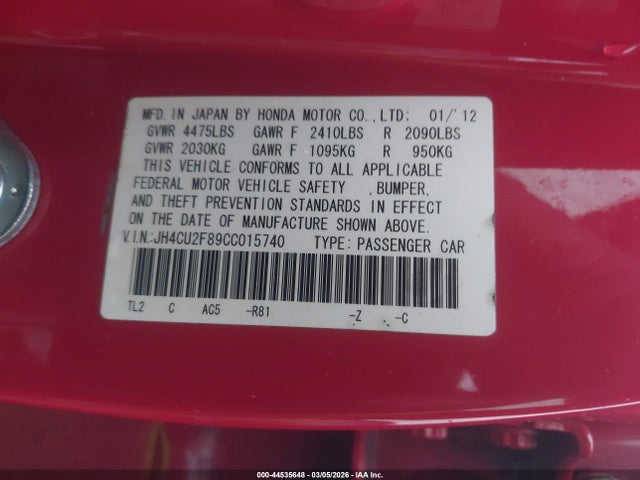 MFD. IN JAPAN BY HONDA MOTOR CO.,LTD: 01/'12
GVWR 4475LBS GAWR F 2410LBS R 2090LBS
GVWR 2030KG GAWR F 1095KG R 950KG
THIS VEHICLE CONFORMS TO ALL APPLICABLE
FEDERAL MOTOR VEHICLE SAFETY ,BUMPER,
AND THEFT PREVENTION STANDARDS IN EFFECT
ON THE DATE OF MANUFACTURE SHOWN ABOVE.
V.I.N.:JH4CU2F89CC015740 TYPE: PASSENGER CAR
TL2 C AC5 -R81 -Z -C
000-44535648 - 03/05/2026 - IAA Inc.